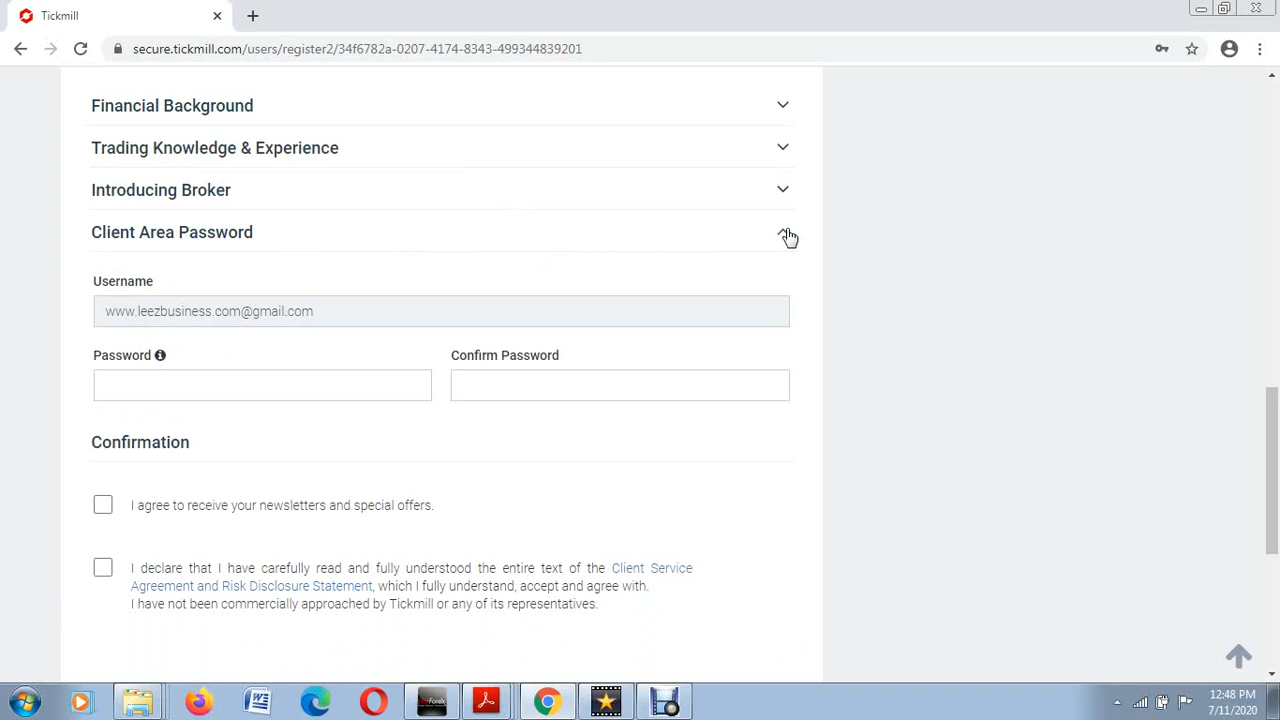 Tickmill
secure.tickmill.com/users/register2/34f6782a-0207-4174-8343-499344839201
Financial Background
Trading Knowledge & Experience
Introducing Broker
Client Area Password
Username
www.leezbusiness.com@gmail.com
Password
Confirm Password
Confirmation
I agree to receive your newsletters and special offers.
I declare that I have carefully read and fully understood the entire text of the Client Service
Agreement and Risk Disclosure Statement, which I fully understand, accept and agree with.
I have not been commercially approached by Tickmill or any of its representatives.
12:48 PM
7/11/2020